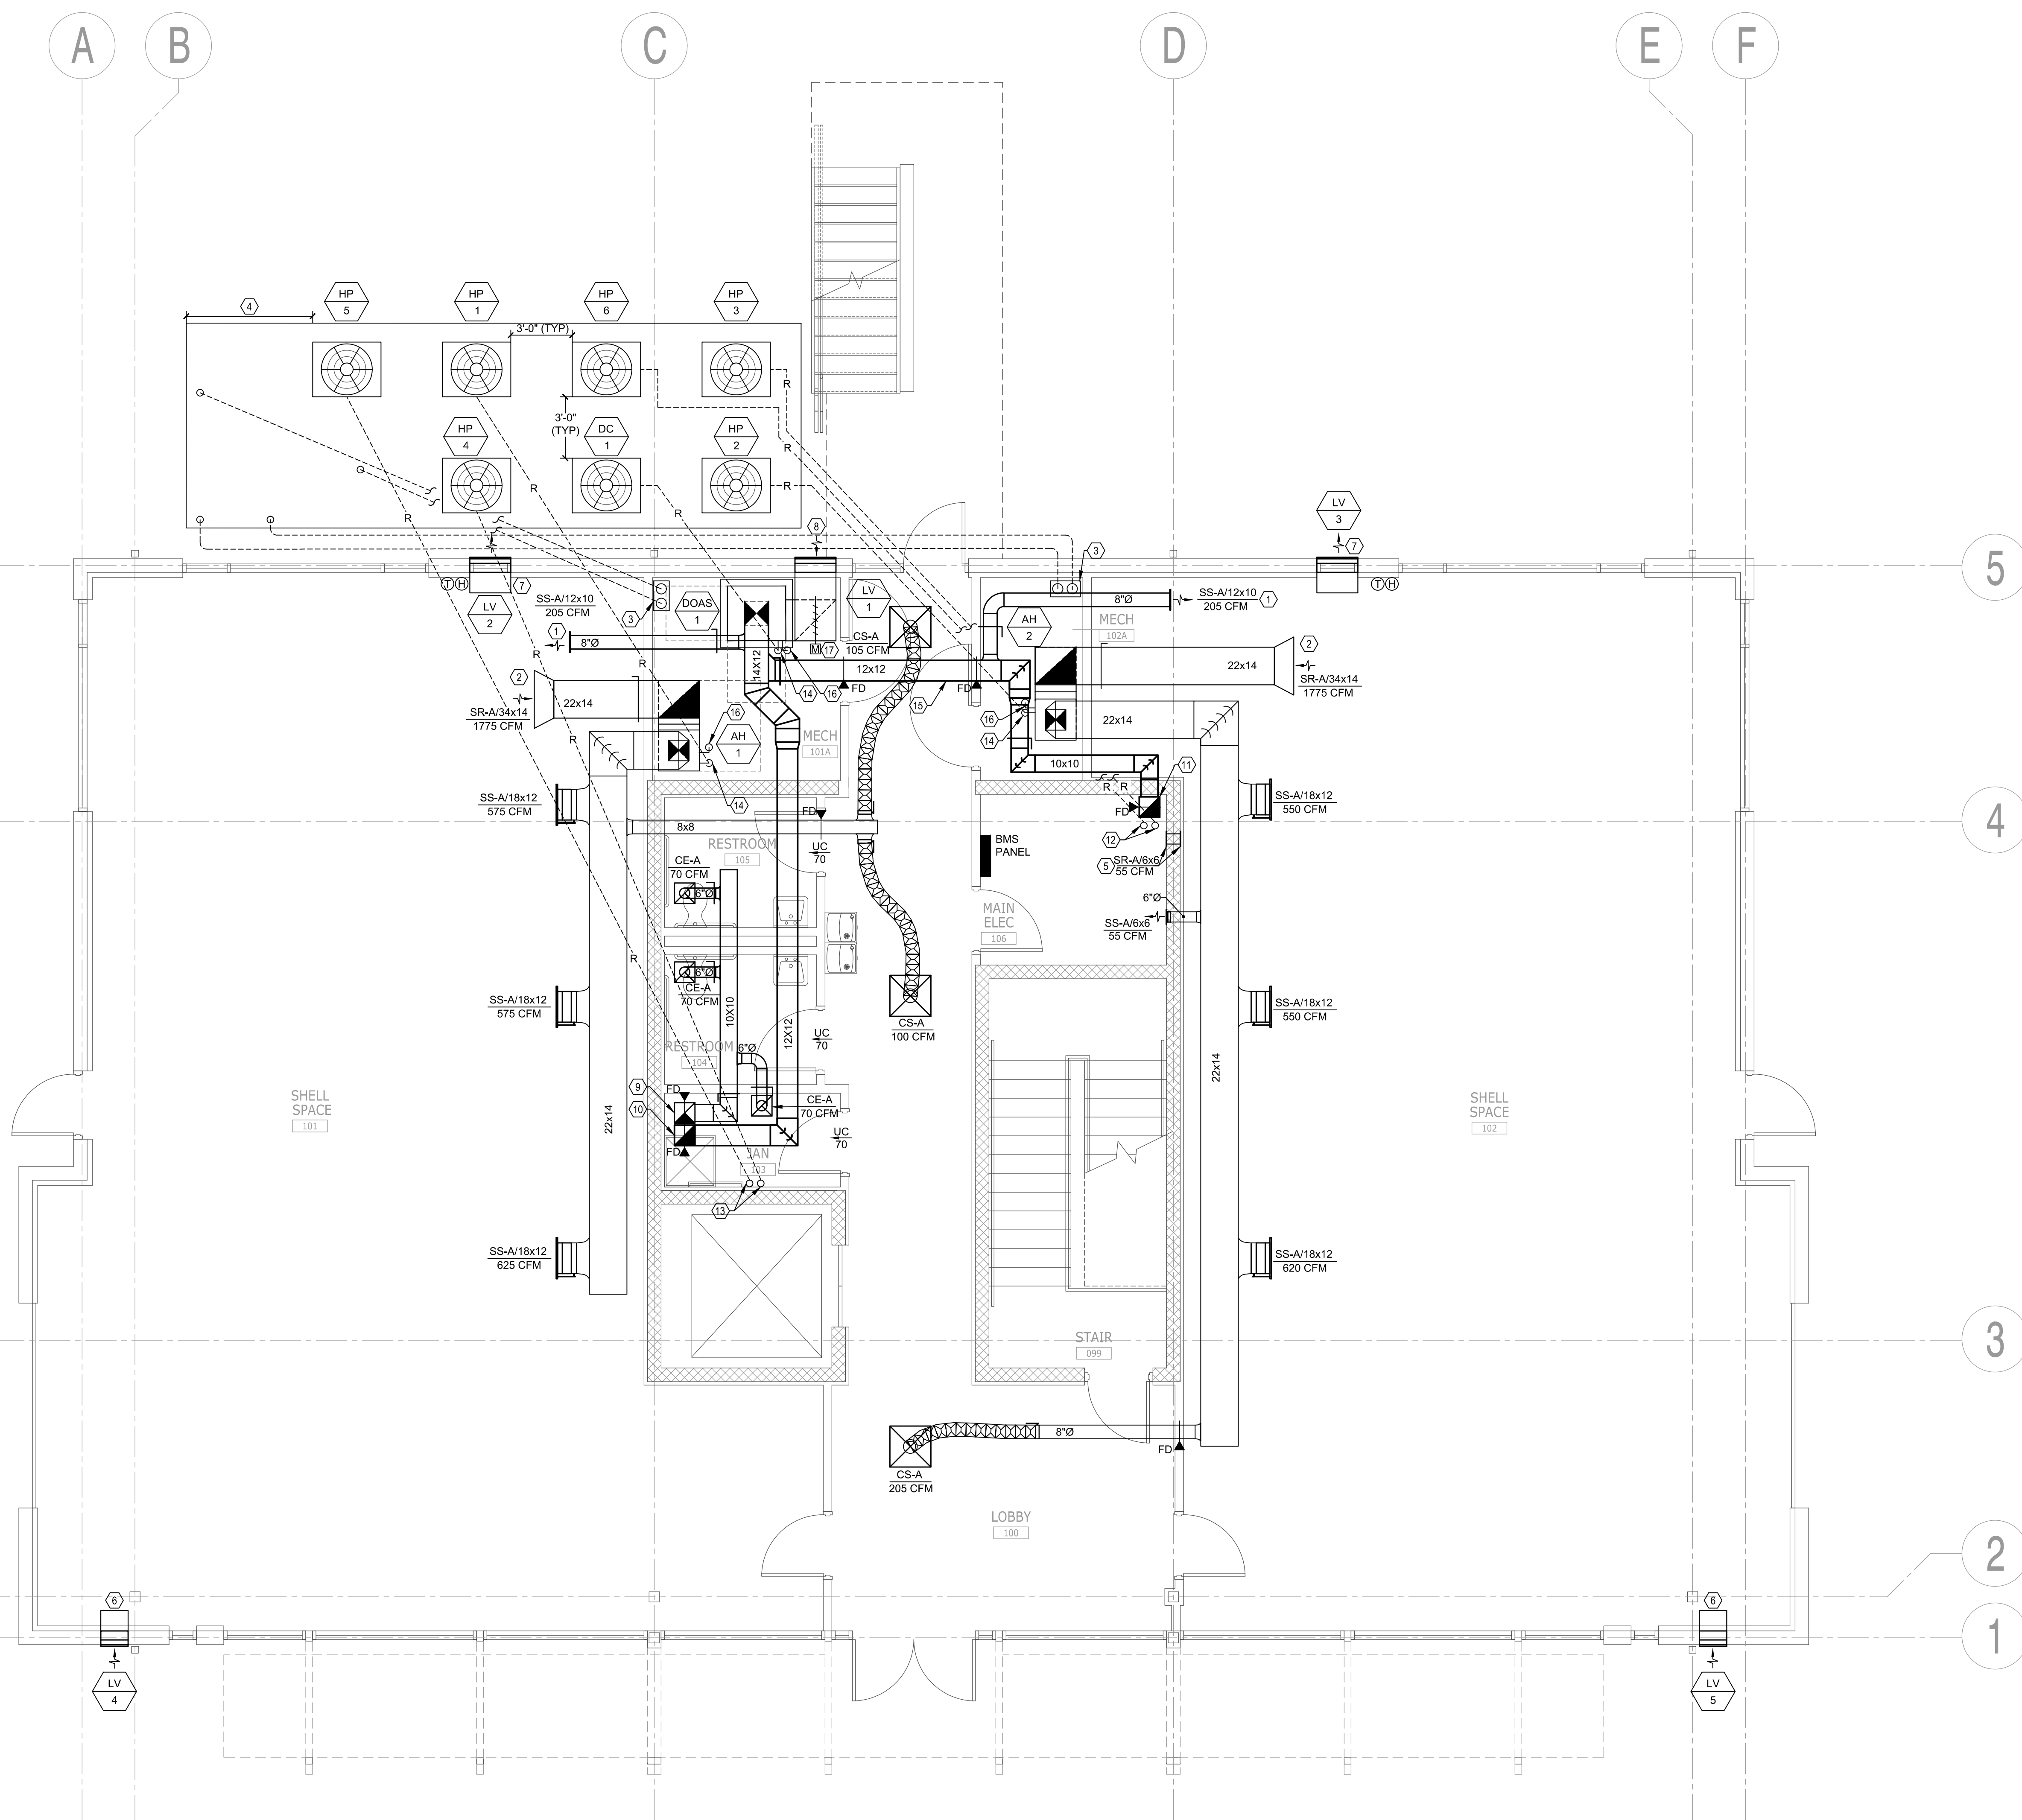 A
B
C
D
E
F
4
HP
5
HP
1
HP
6
HP
3
3'-0" (TYP)
R
3'-0"
(TYP)
HP
4
DC
1
HP
2
R
R
R
R
R
LV
3
8
7
3
5
T H
7
LV
2
SS-A/12x10
205 CFM
3
DOAS
1
LV
1
CS-A
105 CFM
8"Ø
SS-A/12x10
205 CFM
1
T H
1
8"Ø
R
R
14X12
M
17
AH
2
MECH
102A
2
12x12
FD
FD
14
16
15
2
22x14
SR-A/34x14
1775 CFM
22x14
SR-A/34x14
1775 CFM
16
AH
1
MECH
101A
16
14
22x14
R
10x10
11
R
R
14
SS-A/18x12
575 CFM
FD
FD
SS-A/18x12
550 CFM
4
8x8
RESTROOM
105
UC
70
BMS
PANEL
12
5
SR-A/6x6
55 CFM
CE-A
70 CFM
6"Ø
6"Ø
MAIN
ELEC
106
SS-A/6x6
55 CFM
R
6"Ø
CE-A
70 CFM
SS-A/18x12
575 CFM
10X10
12X12
CS-A
100 CFM
SS-A/18x12
550 CFM
UC
70
RESTROOM
104
6"Ø
22x14
22x14
SHELL
SPACE
101
9
FD
10
FD
CE-A
70 CFM
UC
70
SHELL
SPACE
102
JAN
103
13
SS-A/18x12
625 CFM
SS-A/18x12
620 CFM
STAIR
099
3
8"Ø
FD
CS-A
205 CFM
LOBBY
100
2
6
6
1
LV
4
LV
5